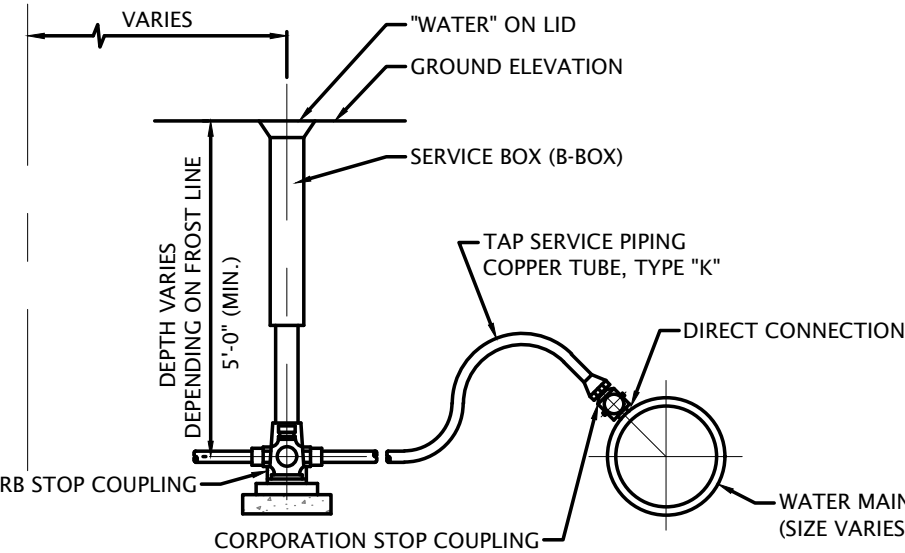 VARIES
"WATER" ON LID
GROUND ELEVATION
SERVICE BOX (B-BOX)
DEPTH VARIES
DEPENDING ON FROST LINE
5'-0" (MIN.)
TAP SERVICE PIPING
COPPER TUBE, TYPE "K"
DIRECT CONNECTION
RB STOP COUPLING
CORPORATION STOP COUPLING
WATER MAIN
(SIZE VARIES